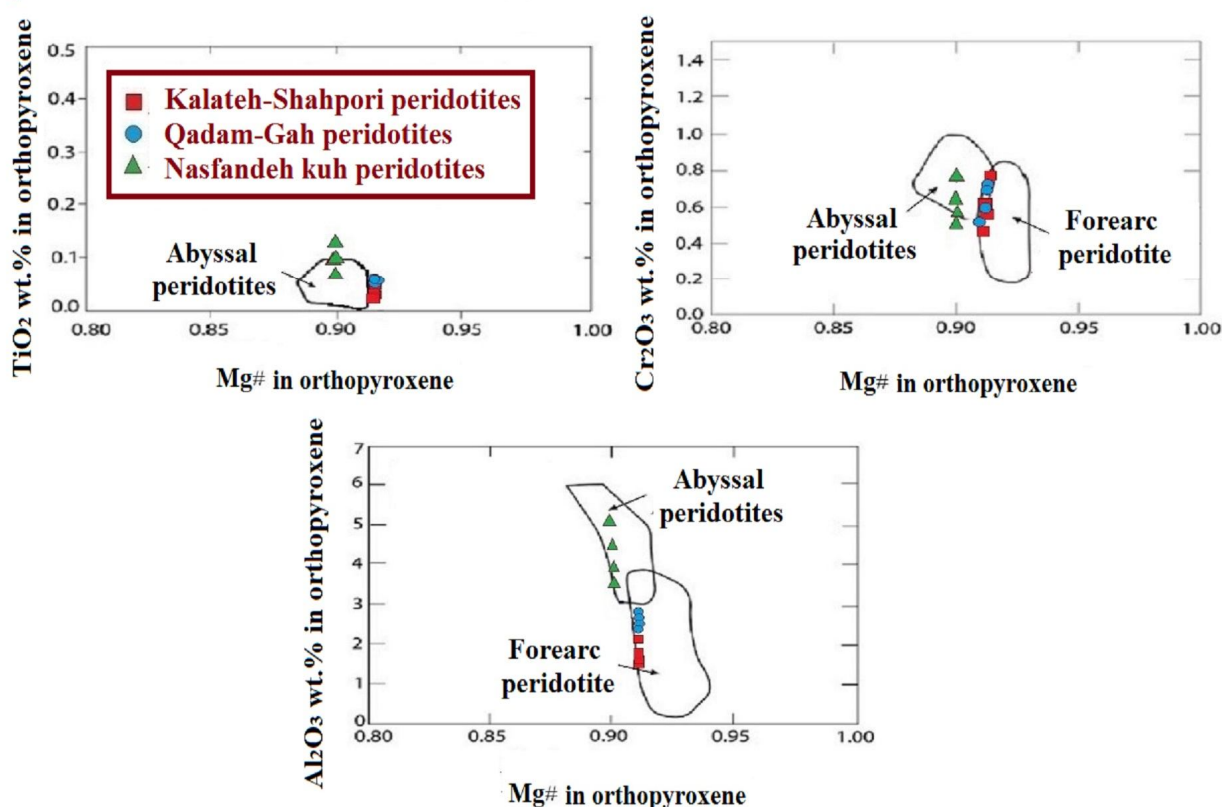 TiO2 wt.% in orthopyroxene
0.5
0.4
0.3
0.2
0.1
0.0
Kalateh-Shahpori peridotites
Qadam-Gah peridotites
Nasfandeh kuh peridotites
Abyssal
peridotites
0.80 0.85 0.90 0.95 1.00
Mg# in orthopyroxene
Cr2O3 wt.% in orthopyroxene
1.4
1.2
1.0
0.8
0.6
0.4
0.2
0.0
Abyssal
peridotites
Forearc
peridotite
0.80 0.85 0.90 0.95 1.00
Mg# in orthopyroxene
Al2O3 wt.% in orthopyroxene
7
6
5
4
3
2
1
0
Abyssal
peridotites
Forearc
peridotite
0.80 0.85 0.90 0.95 1.00
Mg# in orthopyroxene